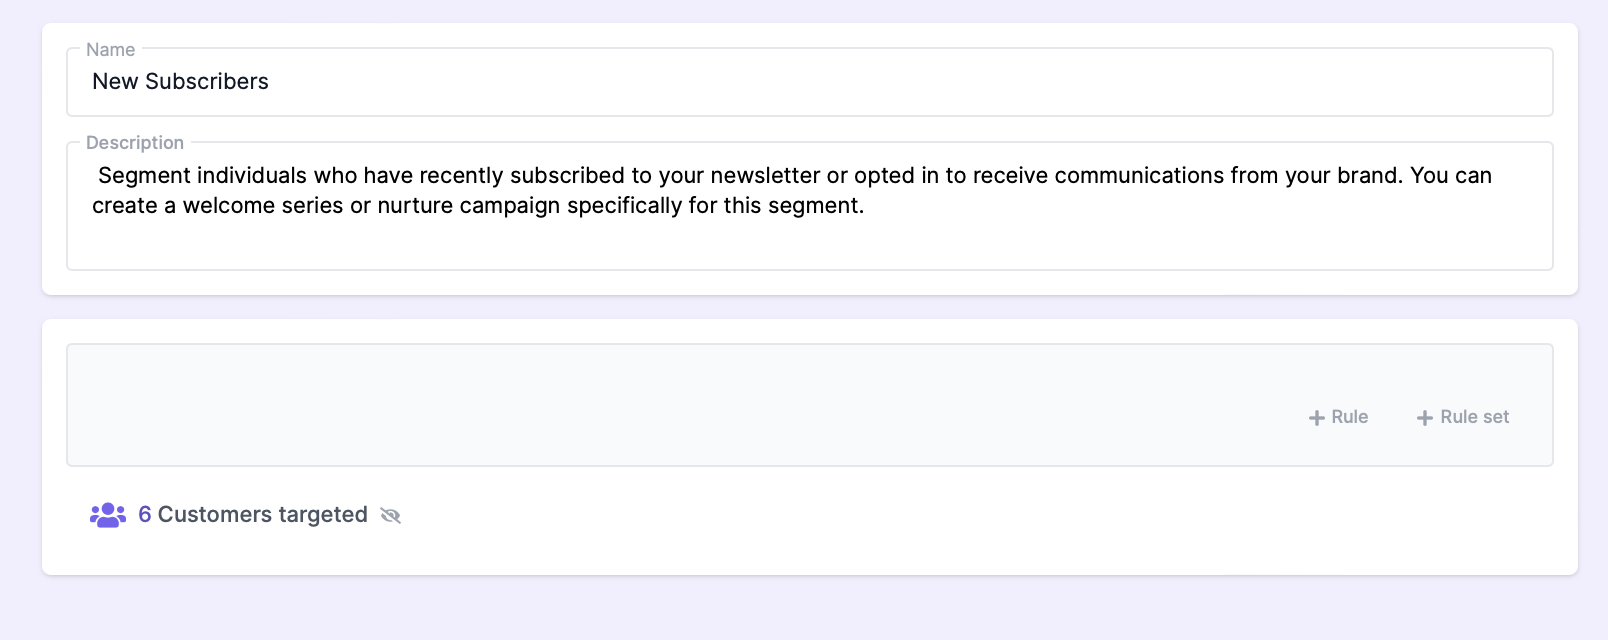 Name
New Subscribers
Description
Segment individuals who have recently subscribed to your newsletter or opted in to receive communications from your brand. You can
create a welcome series or nurture campaign specifically for this segment.
+ Rule + Rule set
6 Customers targeted